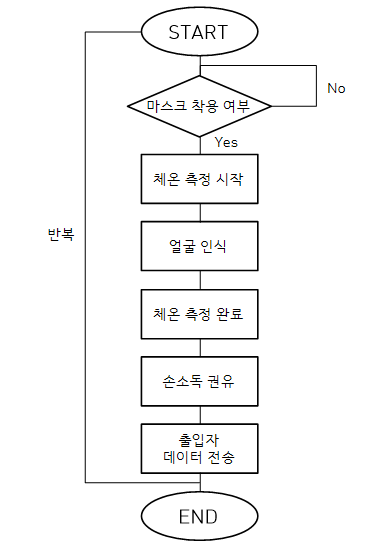 START
마스크 착용 여부
No
Yes
체온 측정 시작
얼굴 인식
반복
체온 측정 완료
손소독 권유
출입자
데이터 전송
END